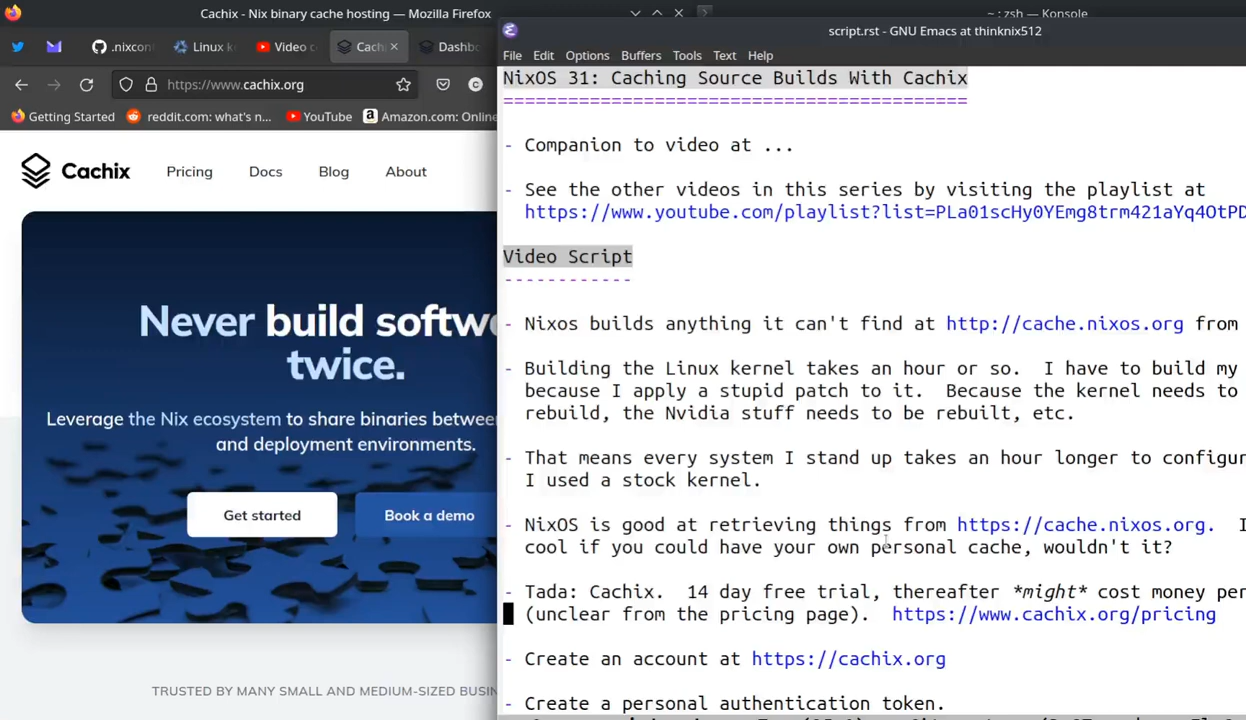 Cachix - Nix binary cache hosting — Mozilla Firefox
~ : zsh — Konsole
script.rst - GNU Emacs at thinknix512
.nixconf
Linux k
Video c
Cach
Dashb
File Edit Options Buffers Tools Text Help
https://www.cachix.org
Getting Started
reddit.com: what's n...
YouTube
Amazon.com: Online
Cachix
Pricing
Docs
Blog
About
Never build softw
twice.
Leverage the Nix ecosystem to share binaries between
and deployment environments.
Get started
Book a demo
TRUSTED BY MANY SMALL AND MEDIUM-SIZED BUSIN
NixOS 31: Caching Source Builds With Cachix
===========================================
- Companion to video at ...
- See the other videos in this series by visiting the playlist at
https://www.youtube.com/playlist?list=PLa01scHy0YEmg8trm421aYq4OtPD
Video Script
------------
- Nixos builds anything it can't find at http://cache.nixos.org from
- Building the Linux kernel takes an hour or so. I have to build my
because I apply a stupid patch to it. Because the kernel needs to
rebuild, the Nvidia stuff needs to be rebuilt, etc.
- That means every system I stand up takes an hour longer to configur
I used a stock kernel.
- NixOS is good at retrieving things from https://cache.nixos.org. I
cool if you could have your own personal cache, wouldn't it?
- Tada: Cachix. 14 day free trial, thereafter *might* cost money per
(unclear from the pricing page). https://www.cachix.org/pricing
- Create an account at https://cachix.org
- Create a personal authentication token.